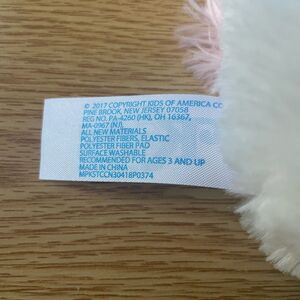 © 2017 COPYRIGHT KIDS OF AMERICA CO
PINE BROOK, NEW JERSEY 07058
REG NO. PA-4260 (HK), OH 16367,
MA-0967 (NJ),
ALL NEW MATERIALS
POLYESTER FIBERS, ELASTIC
POLYESTER FIBER PAD
SURFACE WASHABLE
RECOMMENDED FOR AGES 3 AND UP
MADE IN CHINA
MPKSTCCN30418P0374